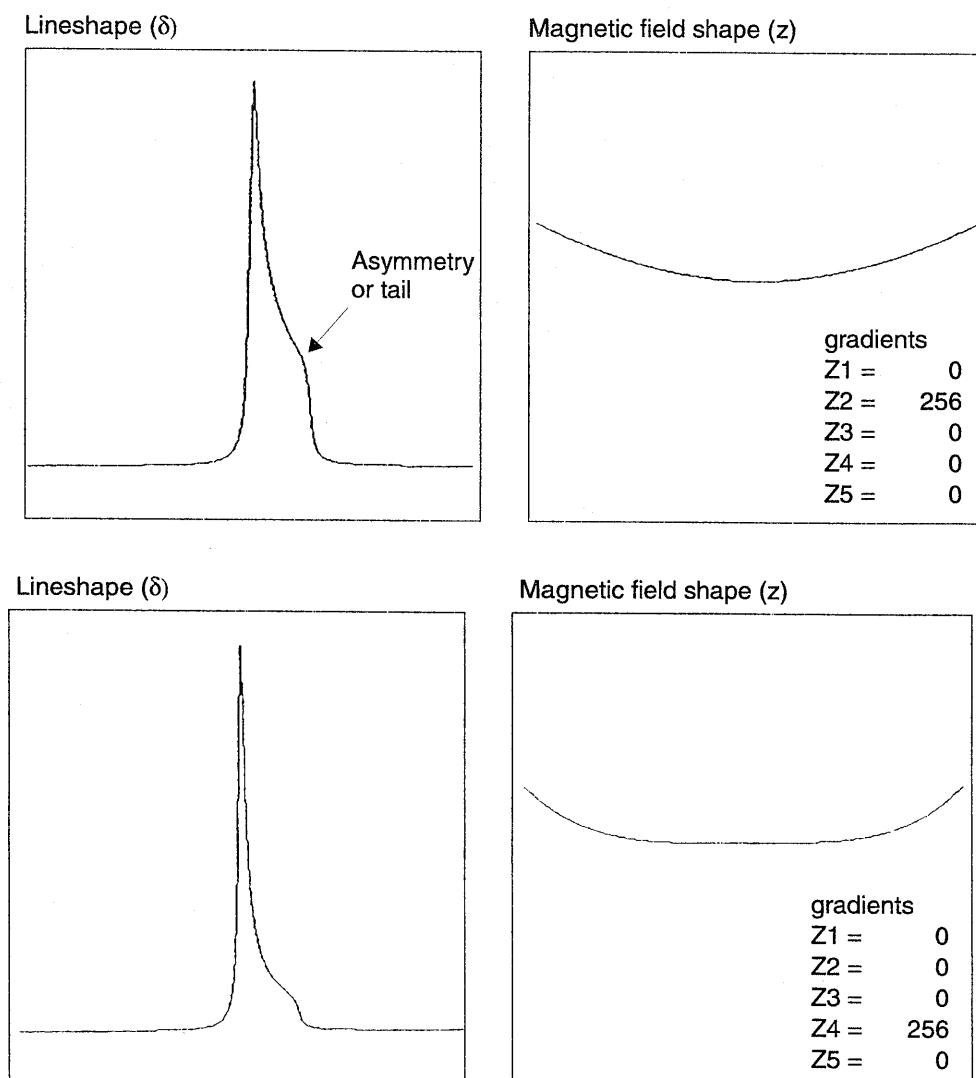 Lineshape (δ)
Magnetic field shape (z)
Asymmetry
or tail
gradients
Z1 = 0
Z2 = 256
Z3 = 0
Z4 = 0
Z5 = 0
Lineshape (δ)
Magnetic field shape (z)
gradients
Z1 = 0
Z2 = 0
Z3 = 0
Z4 = 256
Z5 = 0